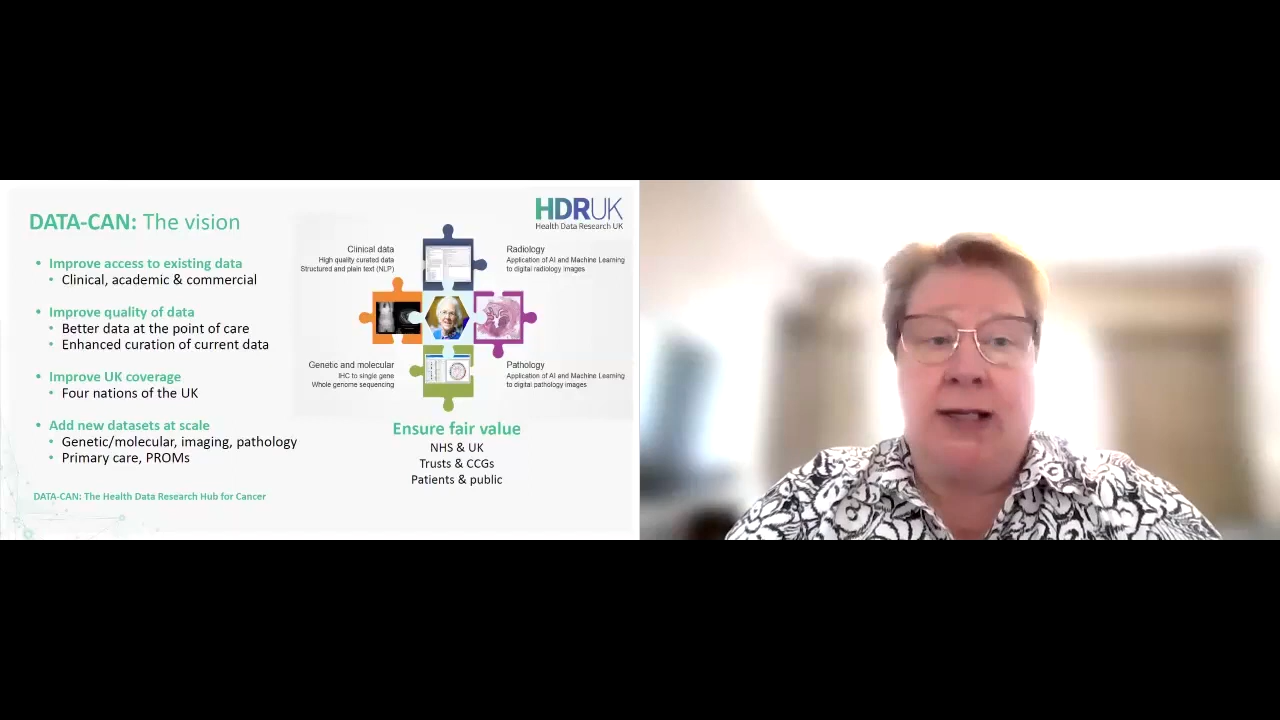 DATA-CAN: The vision
HDRUK
Health Data Research UK
• Improve access to existing data
• Clinical, academic & commercial
• Improve quality of data
• Better data at the point of care
• Enhanced curation of current data
• Improve UK coverage
• Four nations of the UK
• Add new datasets at scale
• Genetic/molecular, imaging, pathology
• Primary care, PROMs
DATA-CAN: The Health Data Research Hub for Cancer
Clinical data
High quality curated data
Structured and plain text (NLP)
Radiology
Application of AI and Machine Learning
to digital radiology images
Genetic and molecular
IHC to single gene
Whole genome sequencing
Pathology
Application of AI and Machine Learning
to digital pathology images
Ensure fair value
NHS & UK
Trusts & CCGs
Patients & public